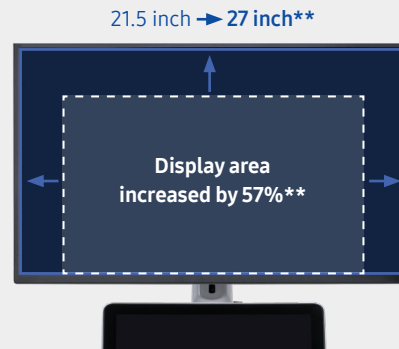 21.5 inch → 27 inch**
Display area
increased by 57%**